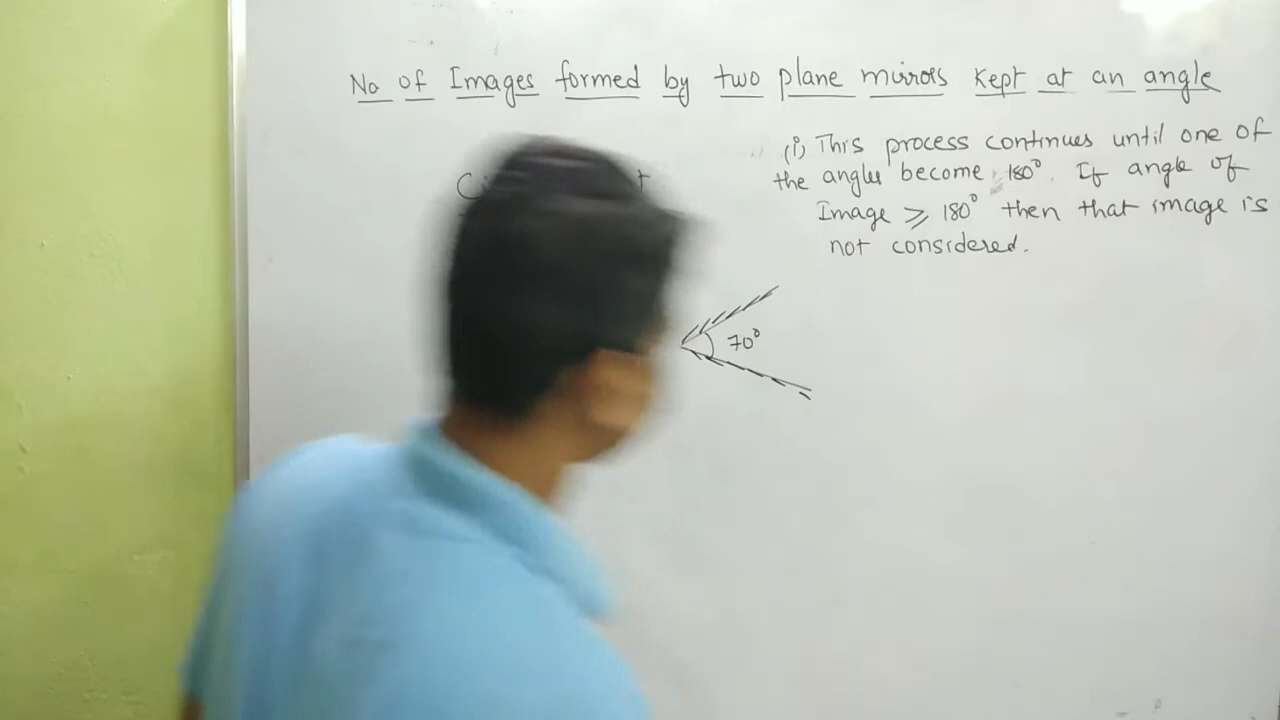 No of Images formed by two plane mirrors kept at an angle
(i) This process continues until one of
the angles become 180°. If angle of
Image ≥ 180° then that image is
not considered.
70°